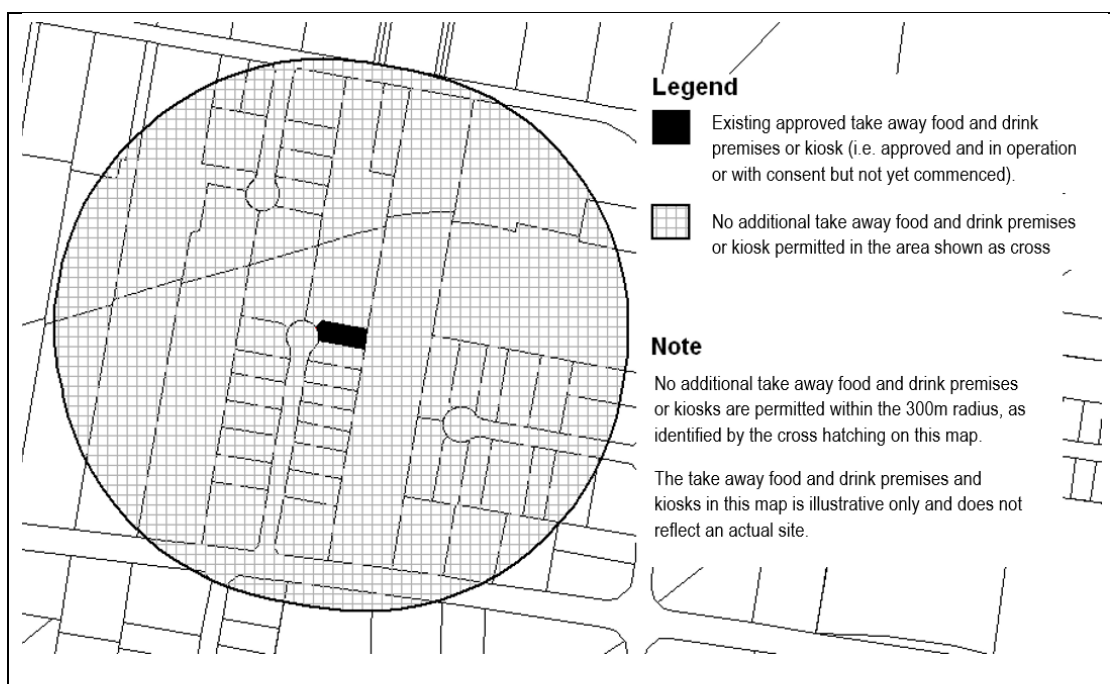 Legend
Existing approved take away food and drink
premises or kiosk (i.e. approved and in operation
or with consent but not yet commenced).
No additional take away food and drink premises
or kiosk permitted in the area shown as cross
Note
No additional take away food and drink premises
or kiosks are permitted within the 300m radius, as
identified by the cross hatching on this map.
The take away food and drink premises and
kiosks in this map is illustrative only and does not
reflect an actual site.